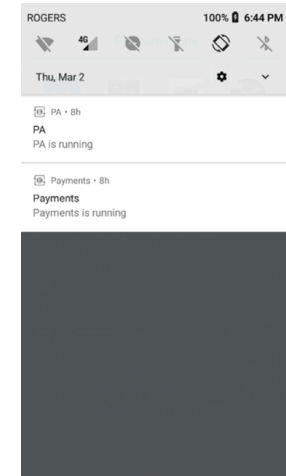 ROGERS 100% 6:44 PM
4G
Thu, Mar 2
PA • 8h
PA
PA is running
Payments • 8h
Payments
Payments is running